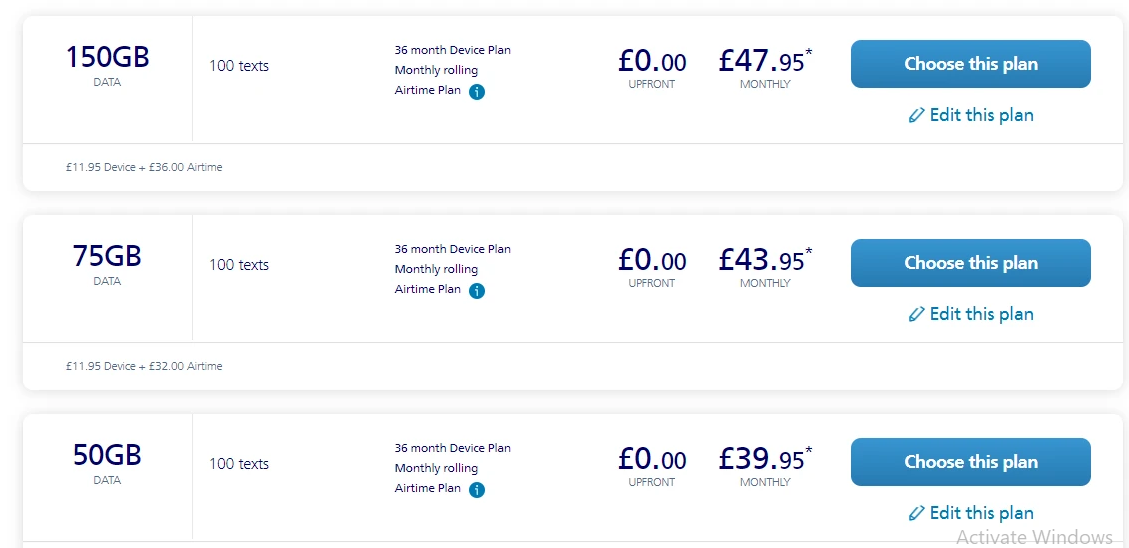 150GB
DATA
100 texts
36 month Device Plan
Monthly rolling
Airtime Plan i
£0.00
UPFRONT
£47.95*
MONTHLY
Choose this plan
Edit this plan
£11.95 Device + £36.00 Airtime
75GB
DATA
100 texts
36 month Device Plan
Monthly rolling
Airtime Plan i
£0.00
UPFRONT
£43.95*
MONTHLY
Choose this plan
Edit this plan
£11.95 Device + £32.00 Airtime
50GB
DATA
100 texts
36 month Device Plan
Monthly rolling
Airtime Plan i
£0.00
UPFRONT
£39.95*
MONTHLY
Choose this plan
Edit this plan
Activate Windows